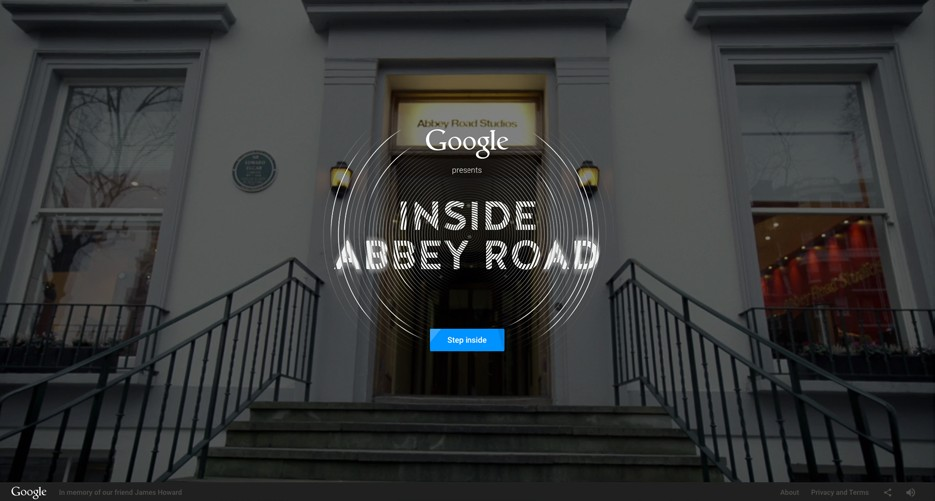 Abbey Road Studios
Google
presents
INSIDE
ABBEY ROAD
Step inside
Google In memory of our friend James Howard About Privacy and Terms